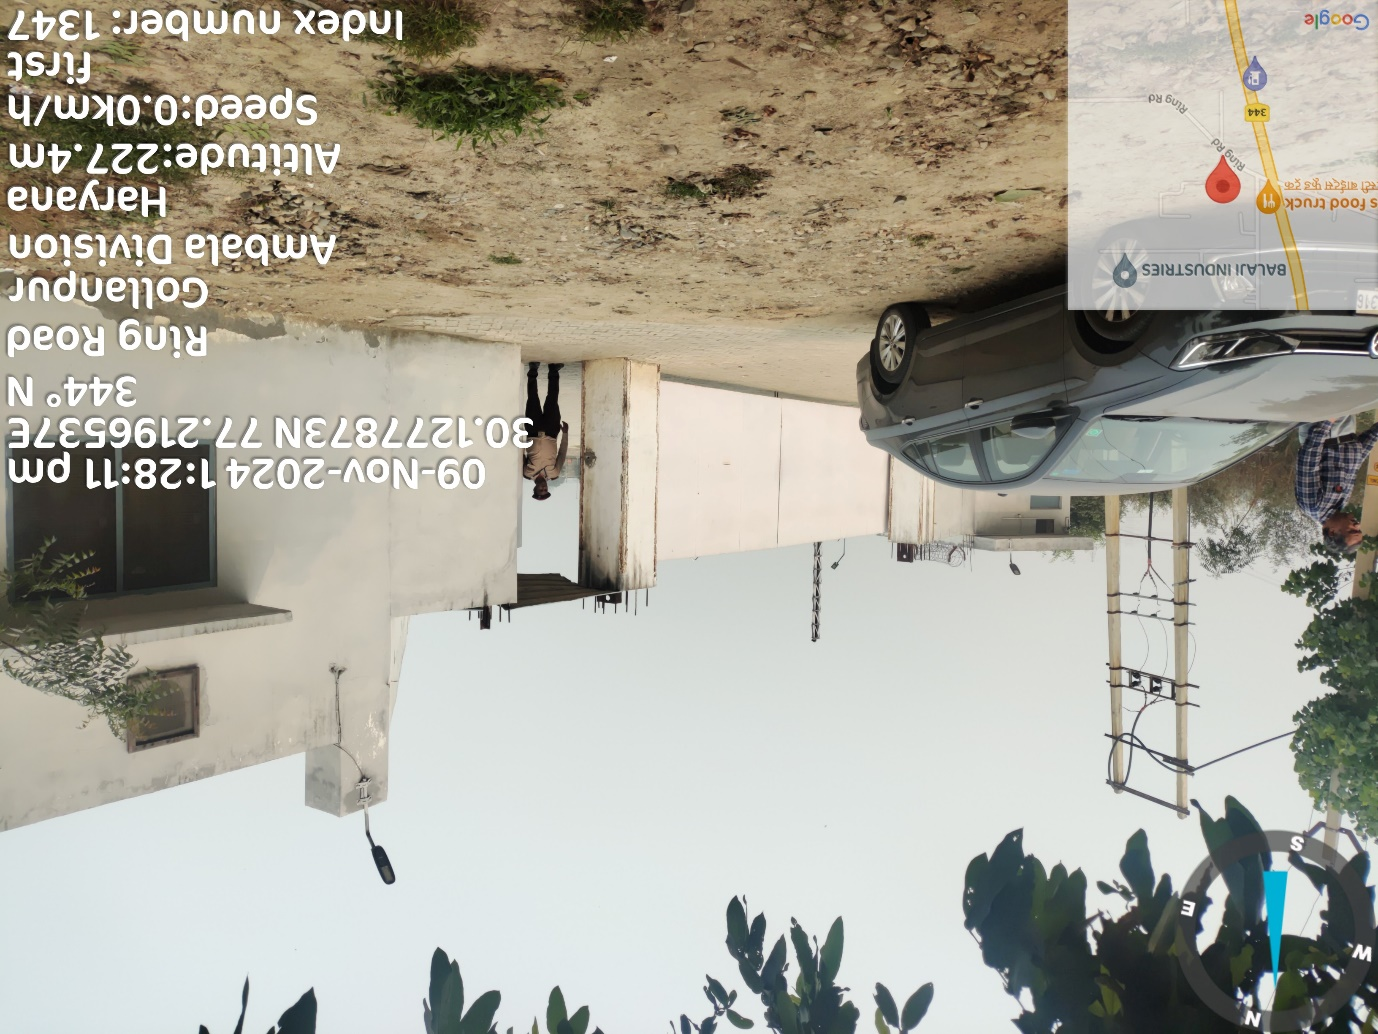 09-Nov-2024 1:28:11 pm
30.1277873N 77.2196537E
344° N
Ring Road
Gollanpur
Ambala Division
Haryana
Altitude:227.4m
Speed:0.0km/h
first
Index number: 1347
N
W
E
S
BALAJI INDUSTRIES
s food truck
फूड ट्रक
Ring Rd
344
Ring Rd
Google